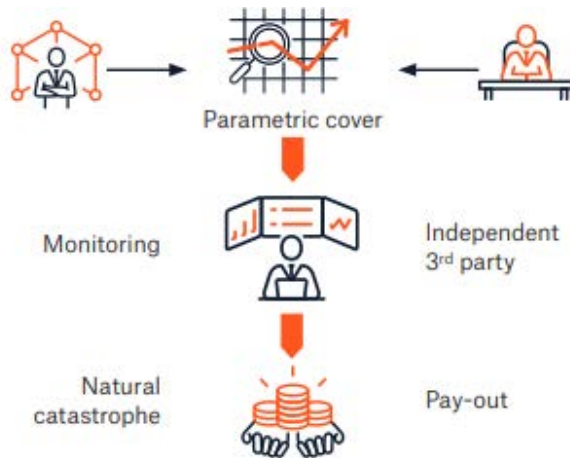 Parametric cover
Monitoring
Independent
3rd party
Natural
catastrophe
Pay-out